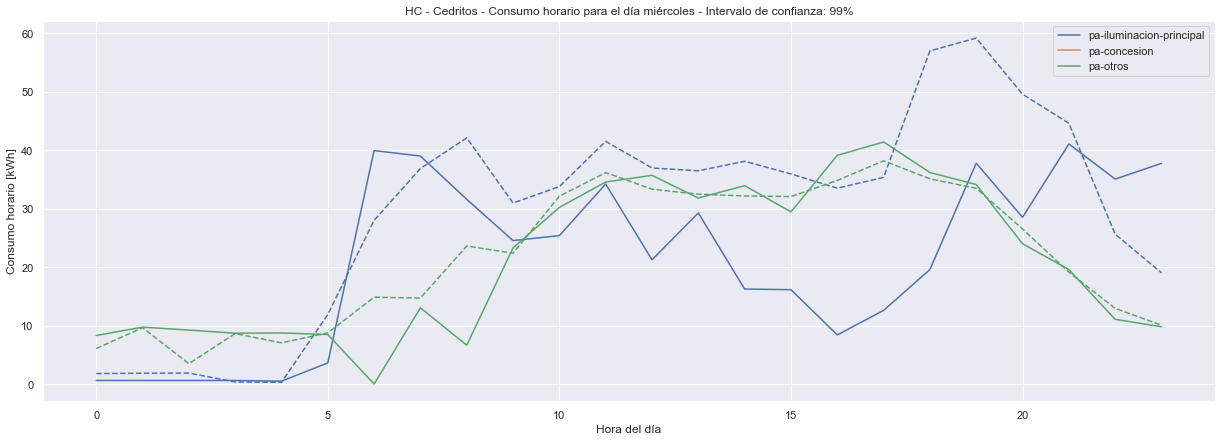 HC - Cedritos - Consumo horario para el día miércoles - Intervalo de confianza: 99%
pa-iluminacion-principal
pa-concesion
pa-otros
Consumo horario [kWh]
60
50
40
30
20
10
0
0 5 10 15 20
Hora del día